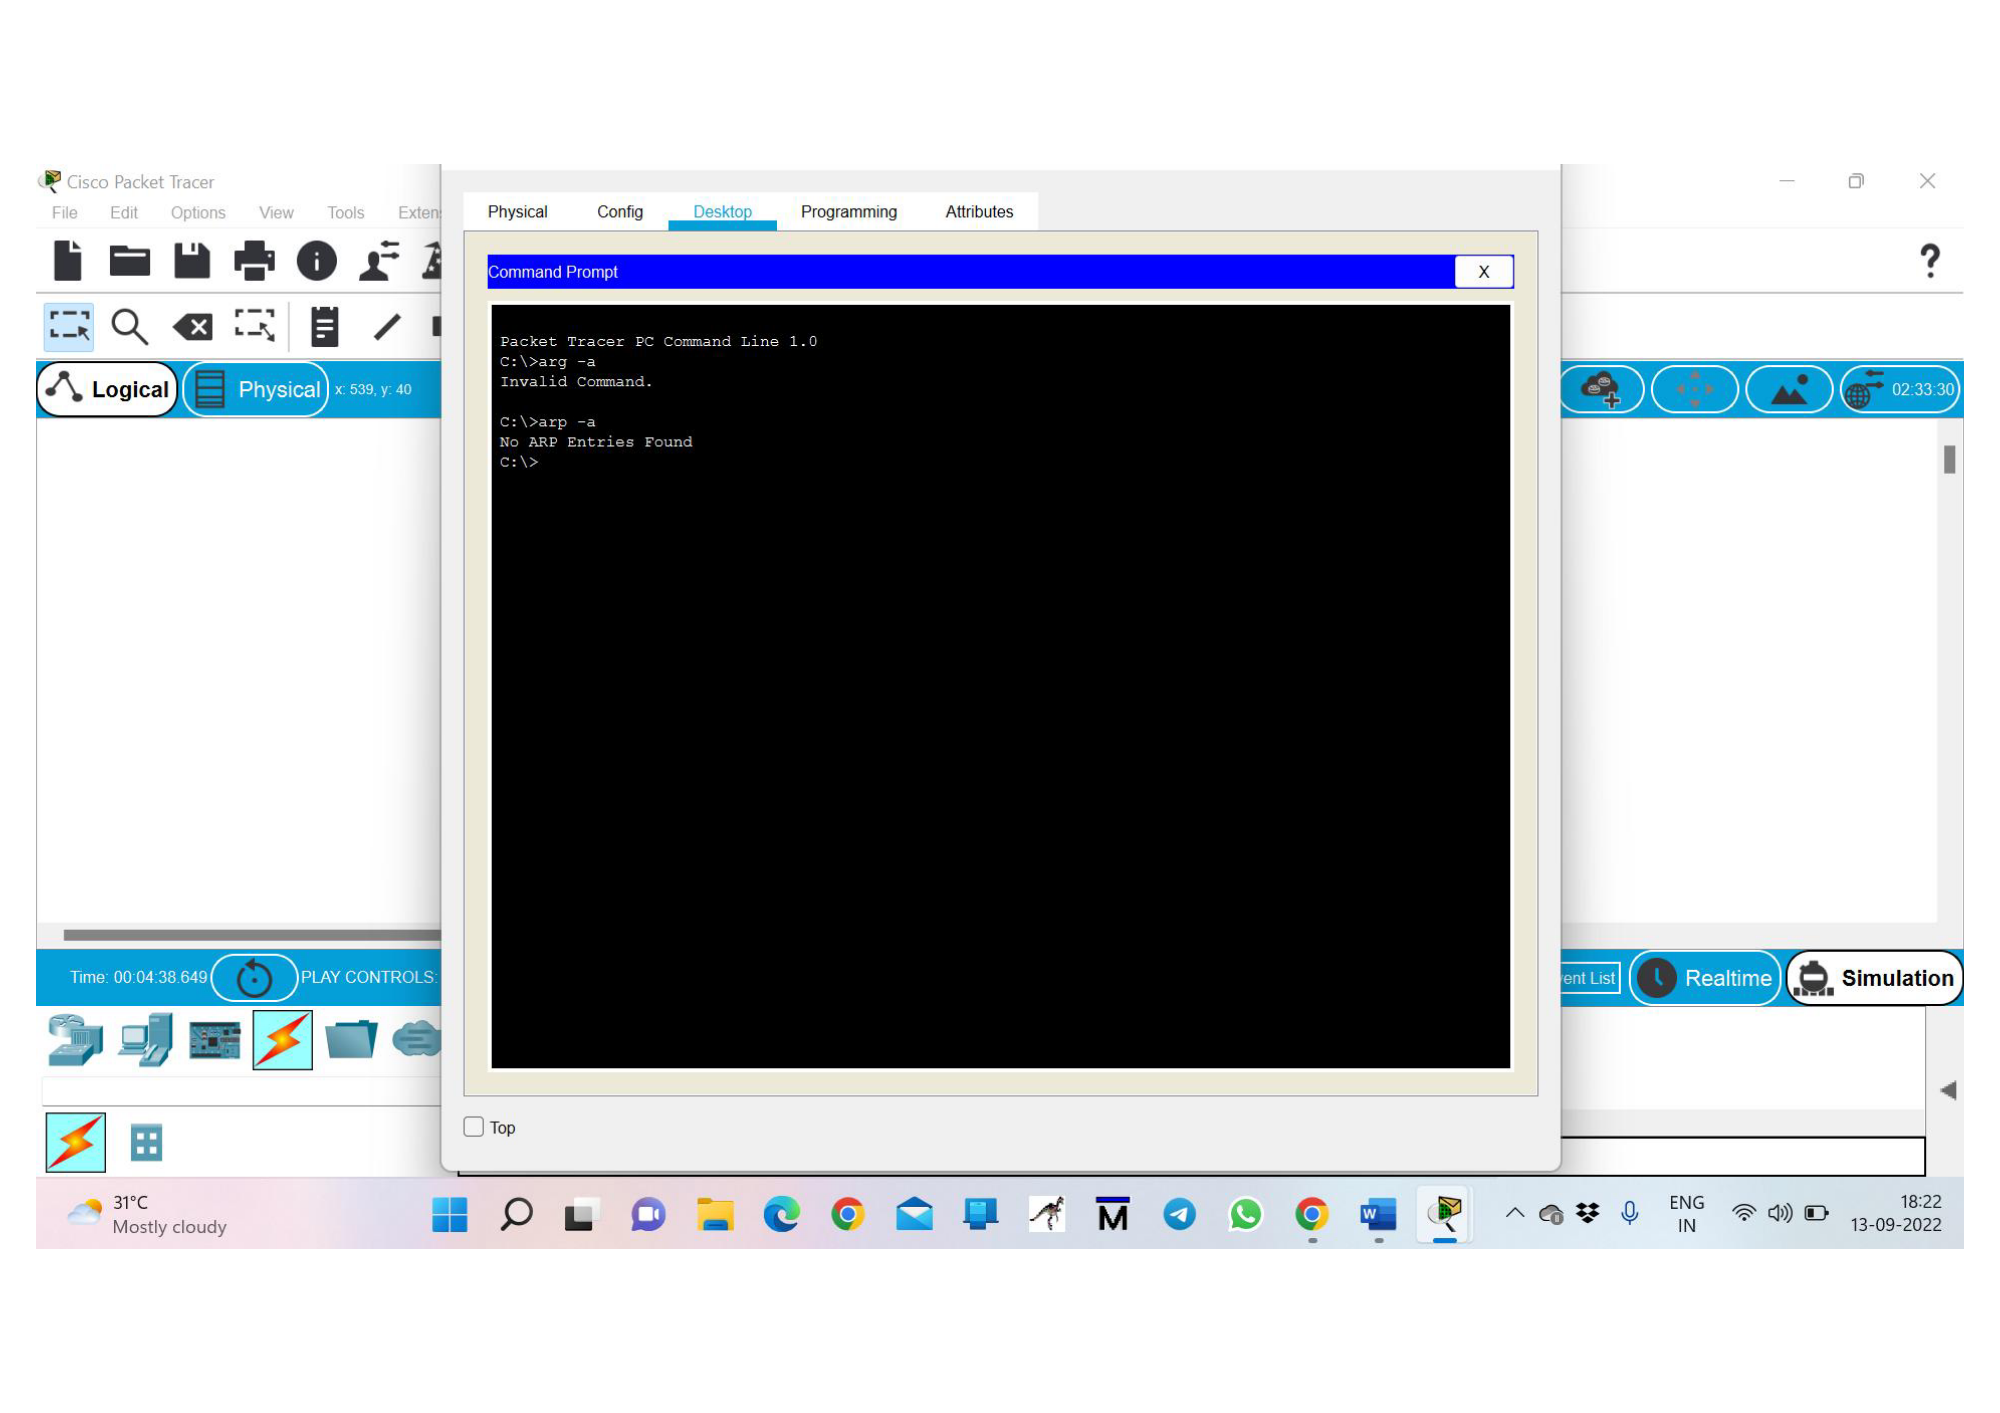 Cisco Packet Tracer
File Edit Options View Tools Exten
Physical Config Desktop Programming Attributes
Command Prompt X
?
Packet Tracer PC Command Line 1.0
C:\>arg -a
Invalid Command.
C:\>arp -a
No ARP Entries Found
C:\>
Logical Physical x: 539, y: 40
02:33:30
Time: 00:04:38.649 PLAY CONTROLS:
ent List Realtime Simulation
Top
31°C
Mostly cloudy
ENG
IN
18:22
13-09-2022